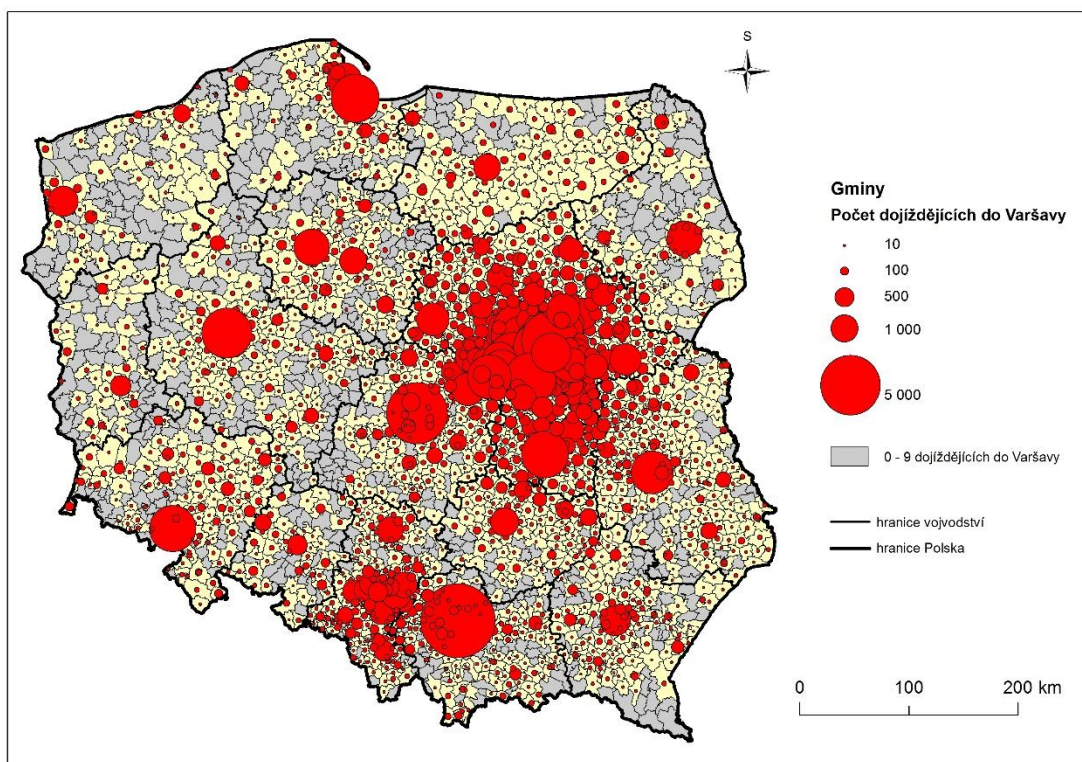 S
Gminy
Počet dojíždějících do Varšavy
10
100
500
1 000
5 000
0 - 9 dojíždějících do Varšavy
hranice vojvodství
hranice Polska
0 100 200 km